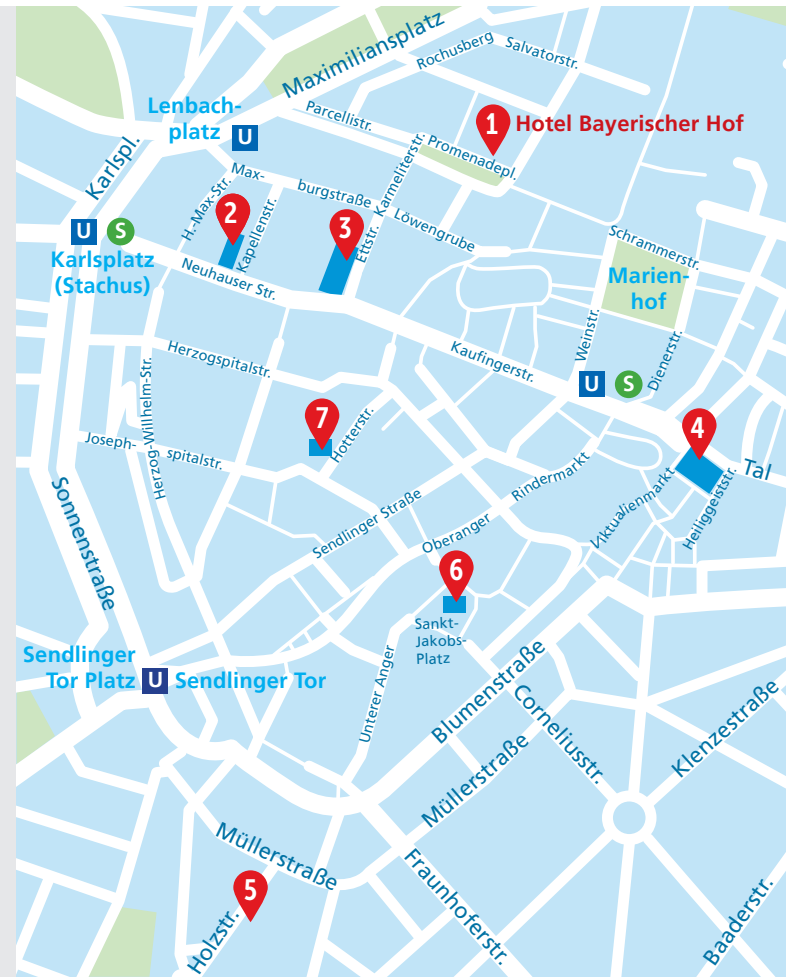 Maximiliansplatz
Rochusberg
Salvatorstr.
Lenbach-
platz
U
Parcellistr.
1
Hotel Bayerischer Hof
Promenadepl.
Karlspl.
Max-
burgstraße
Karmeliterstr.
Löwengrube
H.-Max-Str.
2
Kapellenstr.
3
Ettstr.
U
S
Karlsplatz
(Stachus)
Neuhauser Str.
Schrammerstr.
Marien-
hof
Weinstr.
Dienerstr.
Kaufingerstr.
U
S
Herzogspitalstr.
Herzog-Willhelm-Str.
7
Hotterstr.
4
Tal
Joseph-
spitalstr.
Sendlinger Straße
Oberanger
Rindermarkt
Viktualienmarkt
Heiliggeiststr.
Sonnenstraße
6
Sankt-
Jakobs-
Platz
Sendlinger
Tor Platz
U
Sendlinger Tor
Unterer Anger
Blumenstraße
Corneliusstr.
Klenzestraße
Müllerstraße
Müllerstraße
Fraunhoferstr.
5
Holzstr.
Baaderstr.